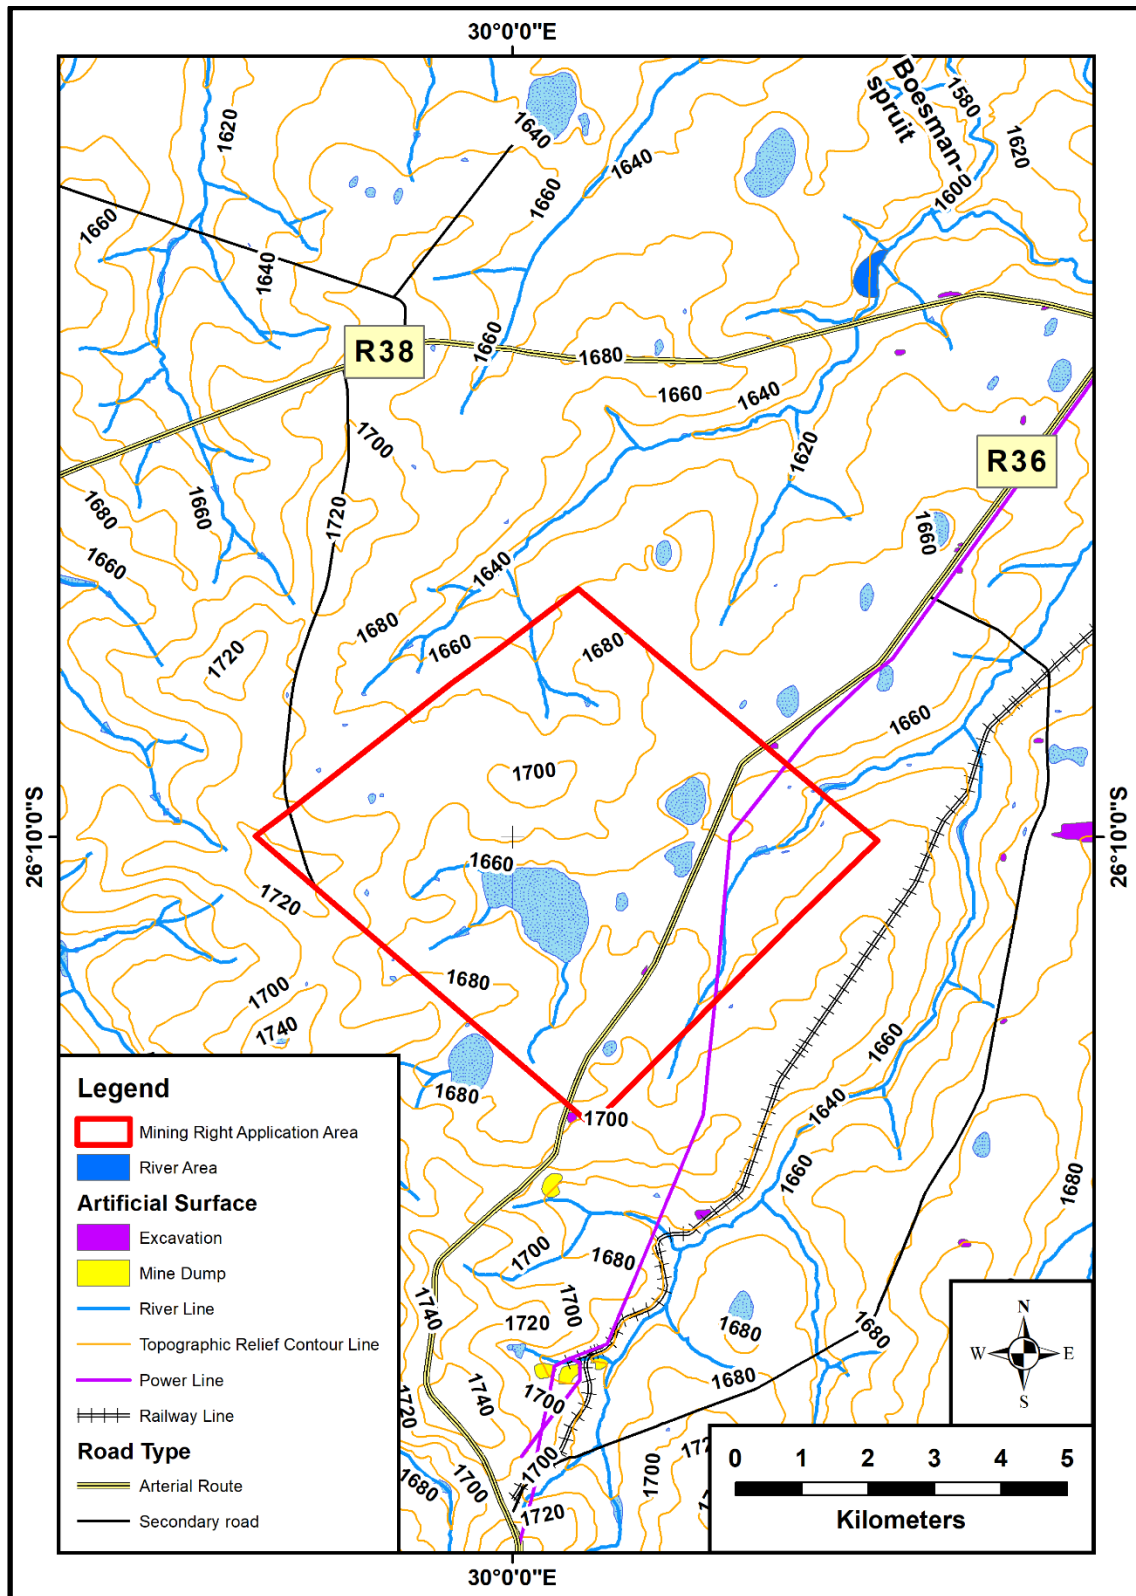 30°0'0"E
Boesman-
spruit
1580
1620
1620
1640
1640
1660
1600
1660
1640
R38
1660
1680
1660
1640
1700
1620
R36
1660
1680
1720
1660
1660
1640
1680
1660
1680
1720
1660
1700
26°10'0"S
26°10'0"S
1660
1720
1680
1700
1740
1660
1680
1640
1700
1660
1680
1700
1680
1740
1720
1700
1680
1680
1680
1700
1740
1720
1700
1680
1700
1720
1700
172
Legend
Mining Right Application Area
River Area
Artificial Surface
Excavation
Mine Dump
River Line
Topographic Relief Contour Line
Power Line
Railway Line
Road Type
Arterial Route
Secondary road
N
W
E
S
0 1 2 3 4 5
Kilometers
30°0'0"E